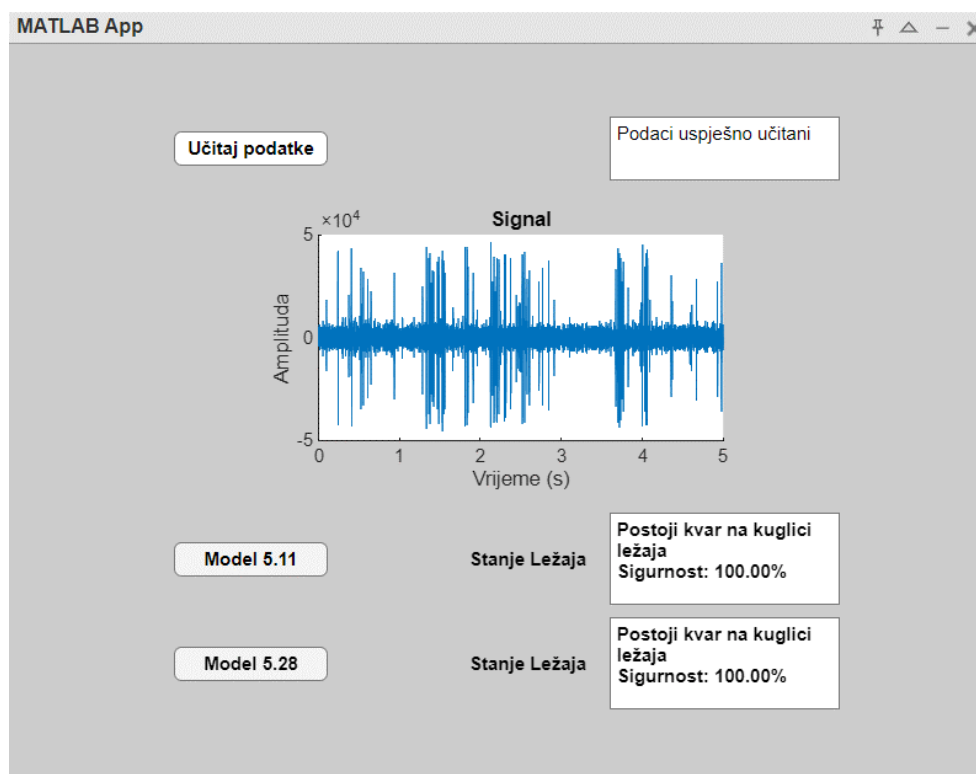 MATLAB App
Učitaj podatke
Podaci uspješno učitani
Signal
×10⁴
5
0
-5
Amplituda
0 1 2 3 4 5
Vrijeme (s)
Model 5.11
Stanje Ležaja
Postoji kvar na kuglici
ležaja
Sigurnost: 100.00%
Model 5.28
Stanje Ležaja
Postoji kvar na kuglici
ležaja
Sigurnost: 100.00%